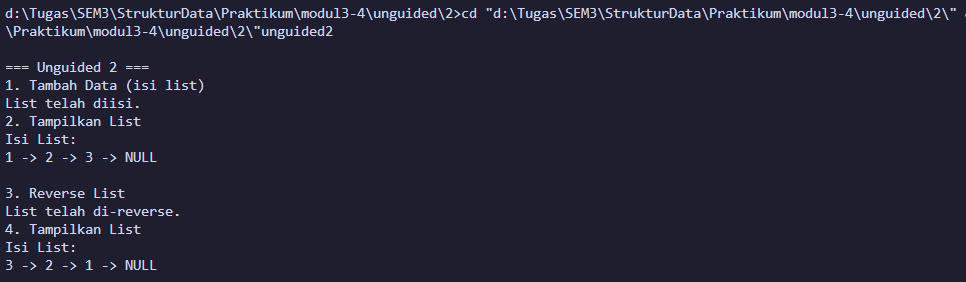 d:\Tugas\SEM3\StrukturData\Praktikum\modul3-4\unguided\2>cd "d:\Tugas\SEM3\StrukturData\Praktikum\modul3-4\unguided\2\"
\Praktikum\modul3-4\unguided\2\"unguided2
=== Unguided 2 ===
1. Tambah Data (isi list)
List telah diisi.
2. Tampilkan List
Isi List:
1 -> 2 -> 3 -> NULL
3. Reverse List
List telah di-reverse.
4. Tampilkan List
Isi List:
3 -> 2 -> 1 -> NULL